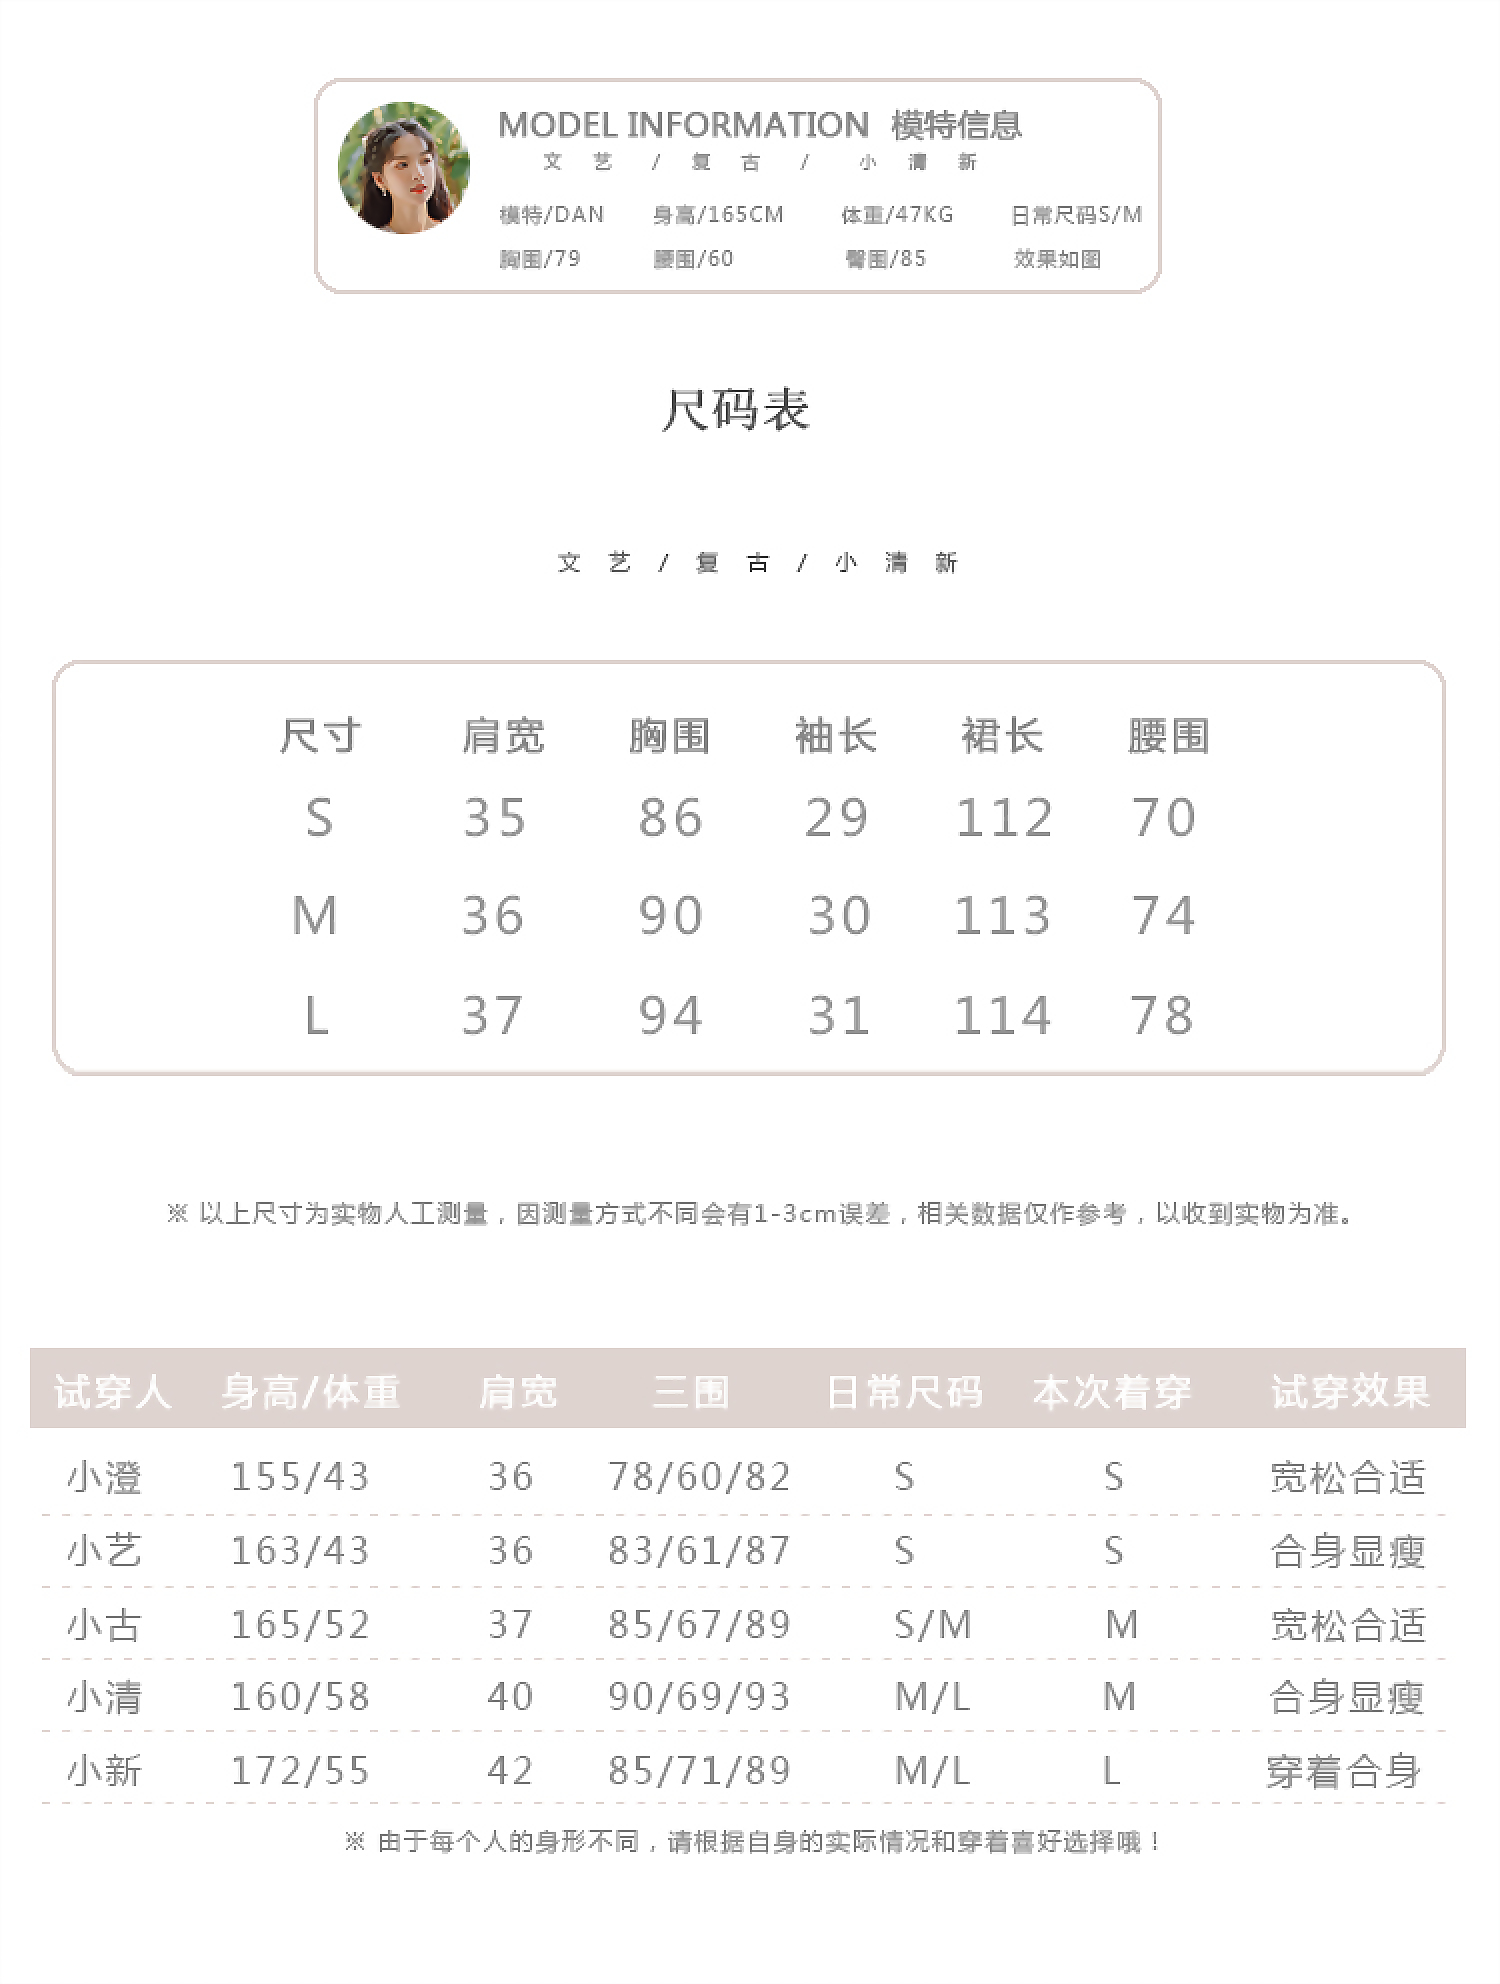 MODEL INFORMATION 模特信息
文 艺 / 复 古 / 小 清 新
模特/DAN 身高/165CM 体重/47KG 日常尺码S/M
胸围/79 腰围/60 臀围/85 效果如图
尺码表
文 艺 / 复 古 / 小 清 新
尺寸 肩宽 胸围 袖长 裙长 腰围
S 35 86 29 112 70
M 36 90 30 113 74
L 37 94 31 114 78
※ 以上尺寸为实物人工测量，因测量方式不同会有1-3cm误差，相关数据仅作参考，以收到实物为准。
试穿人 身高/体重 肩宽 三围 日常尺码 本次着穿 试穿效果
小澄 155/43 36 78/60/82 S S 宽松合适
小艺 163/43 36 83/61/87 S S 合身显瘦
小古 165/52 37 85/67/89 S/M M 宽松合适
小清 160/58 40 90/69/93 M/L M 合身显瘦
小新 172/55 42 85/71/89 M/L L 穿着合身
※ 由于每个人的身形不同，请根据自身的实际情况和穿着喜好选择哦！